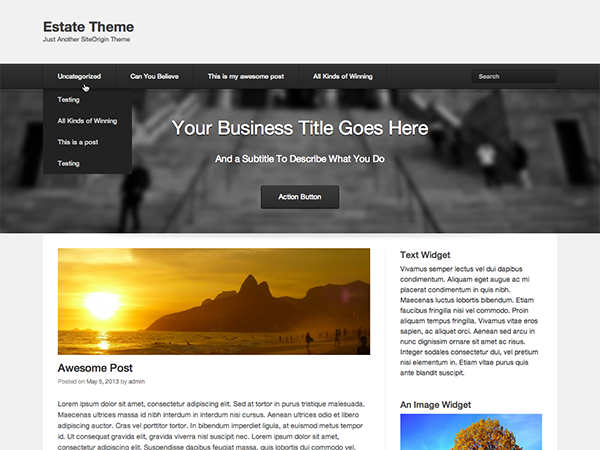 Estate Theme
Just Another SiteOrigin Theme
Uncategorized
Can You Believe
This is my awesome post
All Kinds of Winning
Search
Testing
All Kinds of Winning
This is a post
Testing
Your Business Title Goes Here
And a Subtitle To Describe What You Do
Action Button
Awesome Post
Posted on May 5, 2013 by admin
Lorem ipsum dolor sit amet, consectetur adipiscing elit. Sed at tortor in purus tristique malesuada.
Maecenas ultrices massa id nibh interdum in interdum risus cursus. Aenean ultrices odio et libero
adipiscing auctor. Cras vel porttitor tortor. In bibendum imperdiet ligula, at euismod metus tempor
id. Ut consequat gravida elit, gravida viverra nisl suscipit nec. Lorem ipsum dolor sit amet,
consectetur adipiscing elit. Suspendisse dapibus sagittis magna, quis commodo urna gravida vel.
Text Widget
Vivamus semper lectus vel dui dapibus
condimentum. Aliquam eget augue ac mi
placerat condimentum in quis nibh.
Maecenas luctus lobortis bibendum. Etiam
faucibus fringilla nisi vel commodo. Proin
aliquam tempus fringilla. Vivamus vitae eros
sapien, ac aliquet orci. Aenean sed arcu in
nunc dignissim ornare sit amet ac risus.
Integer sodales consectetur dui, vel pretium
nisi elementum in. Etiam vitae purus quis
ante blandit suscipit.
An Image Widget